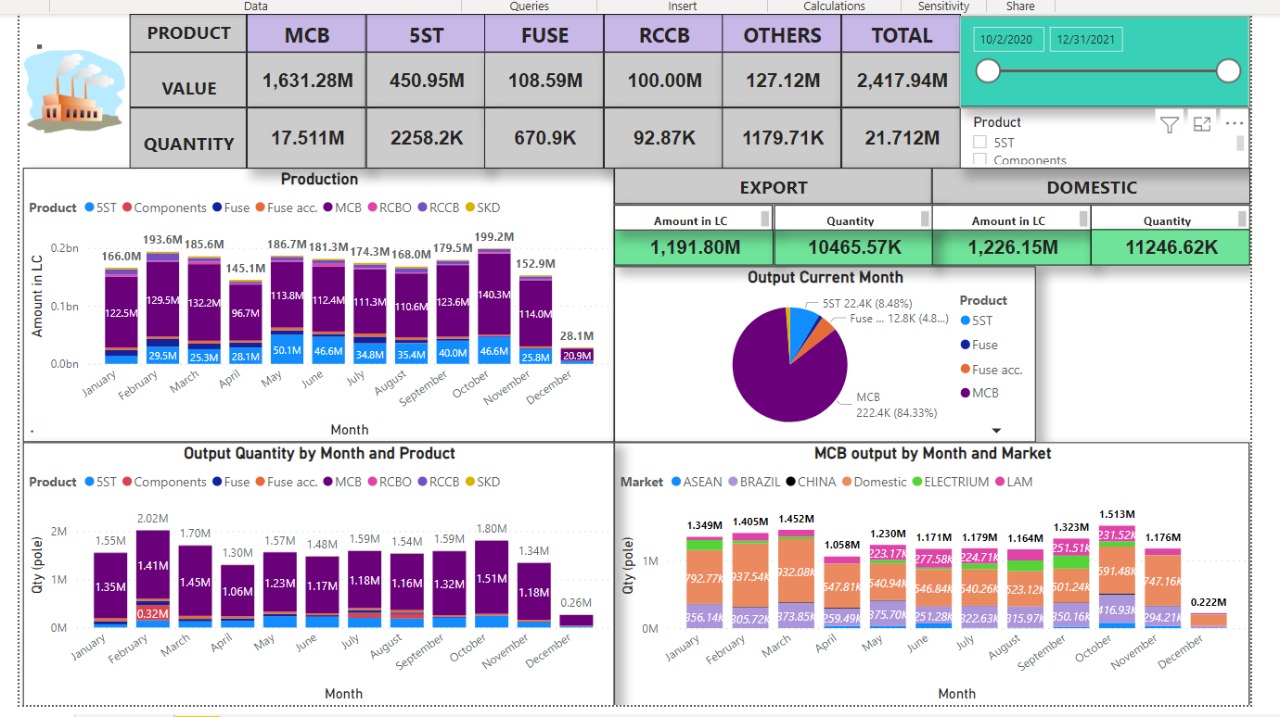 Data Queries Insert Calculations Sensitivity Share
PRODUCT MCB 5ST FUSE RCCB OTHERS TOTAL
VALUE 1,631.28M 450.95M 108.59M 100.00M 127.12M 2,417.94M
QUANTITY 17.511M 2258.2K 670.9K 92.87K 1179.71K 21.712M
10/2/2020 12/31/2021
Product
5ST
Components
Production
Product 5ST Components Fuse Fuse acc. MCB RCBO RCCB SKD
Amount in LC
0.2bn
0.1bn
0.0bn
166.0M 193.6M 185.6M 145.1M 186.7M 181.3M 174.3M 168.0M 179.5M 199.2M 152.9M 28.1M
122.5M 129.5M 132.2M 96.7M 113.8M 112.4M 111.3M 110.6M 123.6M 140.3M 114.0M 20.9M
29.5M 25.3M 28.1M 50.1M 46.6M 34.8M 35.4M 40.0M 46.6M 25.8M
January February March April May June July August September October November December
Month
EXPORT DOMESTIC
Amount in LC Quantity Amount in LC Quantity
1,191.80M 10465.57K 1,226.15M 11246.62K
Output Current Month
5ST 22.4K (8.48%)
Fuse ... 12.8K (4.8...)
MCB
222.4K (84.33%)
Product
5ST
Fuse
Fuse acc.
MCB
Output Quantity by Month and Product
Product 5ST Components Fuse Fuse acc. MCB RCBO RCCB SKD
Qty (pole)
2M
1M
0M
1.55M 2.02M 1.70M 1.30M 1.57M 1.48M 1.59M 1.54M 1.59M 1.80M 1.34M 0.26M
1.35M 1.41M 1.45M 1.06M 1.23M 1.17M 1.18M 1.16M 1.32M 1.51M 1.18M
0.32M
January February March April May June July August September October November December
Month
MCB output by Month and Market
Market ASEAN BRAZIL CHINA Domestic ELECTRIUM LAM
Qty (pole)
1M
0M
1.349M 1.405M 1.452M 1.058M 1.230M 1.171M 1.179M 1.164M 1.323M 1.513M 1.176M 0.222M
223.17K 277.58K 224.71K 251.51K 231.52K
792.77K 937.54K 932.08K 547.81K 540.94K 546.84K 540.26K 523.12K 501.24K 591.48K 747.16K
356.14K 305.72K 373.85K 259.49K 375.70K 251.28K 322.63K 315.97K 350.16K 416.93K 294.21K
January February March April May June July August September October November December
Month